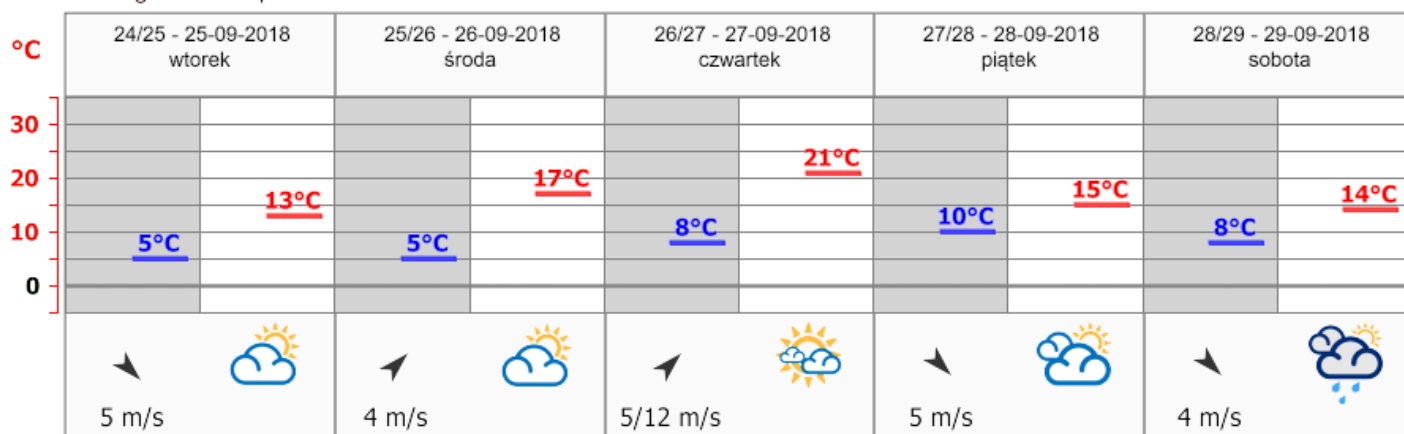 24/25 - 25-09-2018
wtorek
25/26 - 26-09-2018
środa
26/27 - 27-09-2018
czwartek
27/28 - 28-09-2018
piątek
28/29 - 29-09-2018
sobota
°C
30
20
10
0
5°C
13°C
5°C
17°C
8°C
21°C
10°C
15°C
8°C
14°C
5 m/s
4 m/s
5/12 m/s
5 m/s
4 m/s